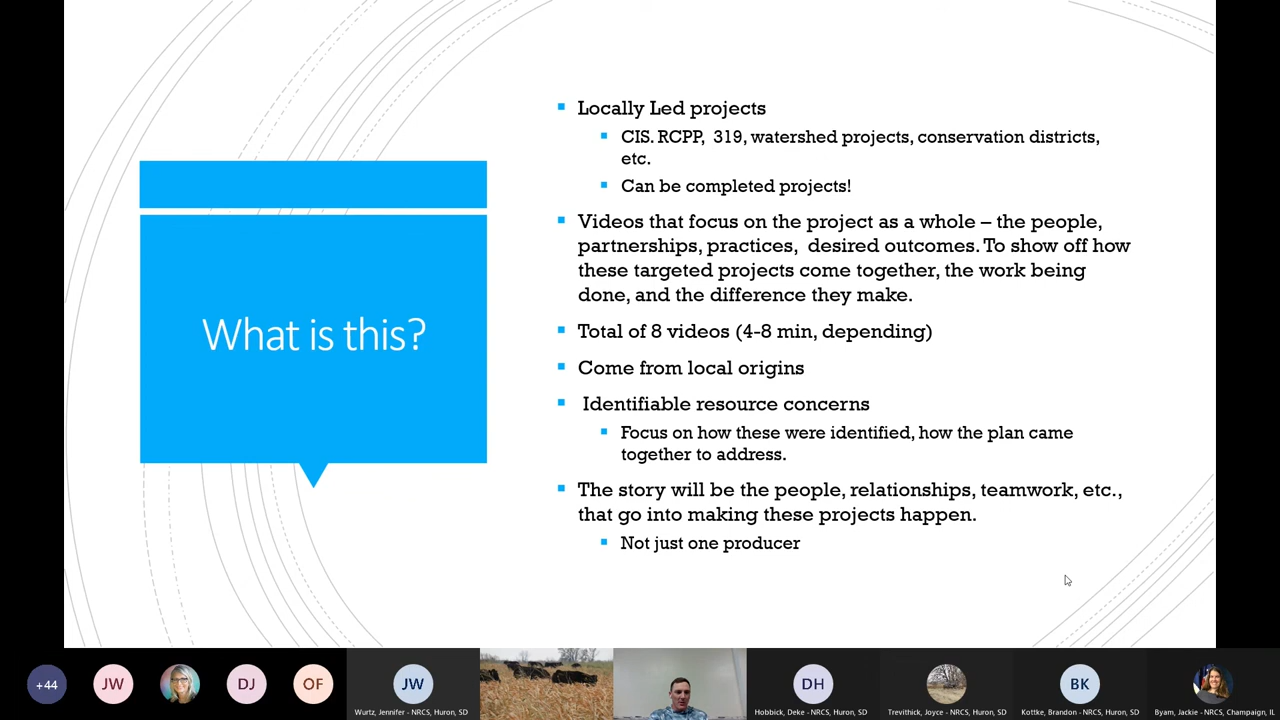 What is this?
Locally Led projects
CIS. RCPP, 319, watershed projects, conservation districts,
etc.
Can be completed projects!
Videos that focus on the project as a whole – the people,
partnerships, practices, desired outcomes. To show off how
these targeted projects come together, the work being
done, and the difference they make.
Total of 8 videos (4-8 min, depending)
Come from local origins
Identifiable resource concerns
Focus on how these were identified, how the plan came
together to address.
The story will be the people, relationships, teamwork, etc.,
that go into making these projects happen.
Not just one producer
+44
JW
DJ
OF
JW
DH
BK
Wurtz, Jennifer - NRCS, Huron, SD
Hobbick, Deke - NRCS, Huron, SD
Trevithick, Joyce - NRCS, Huron, SD
Kottke, Brandon - NRCS, Huron, SD
Byam, Jackie - NRCS, Champaign, IL